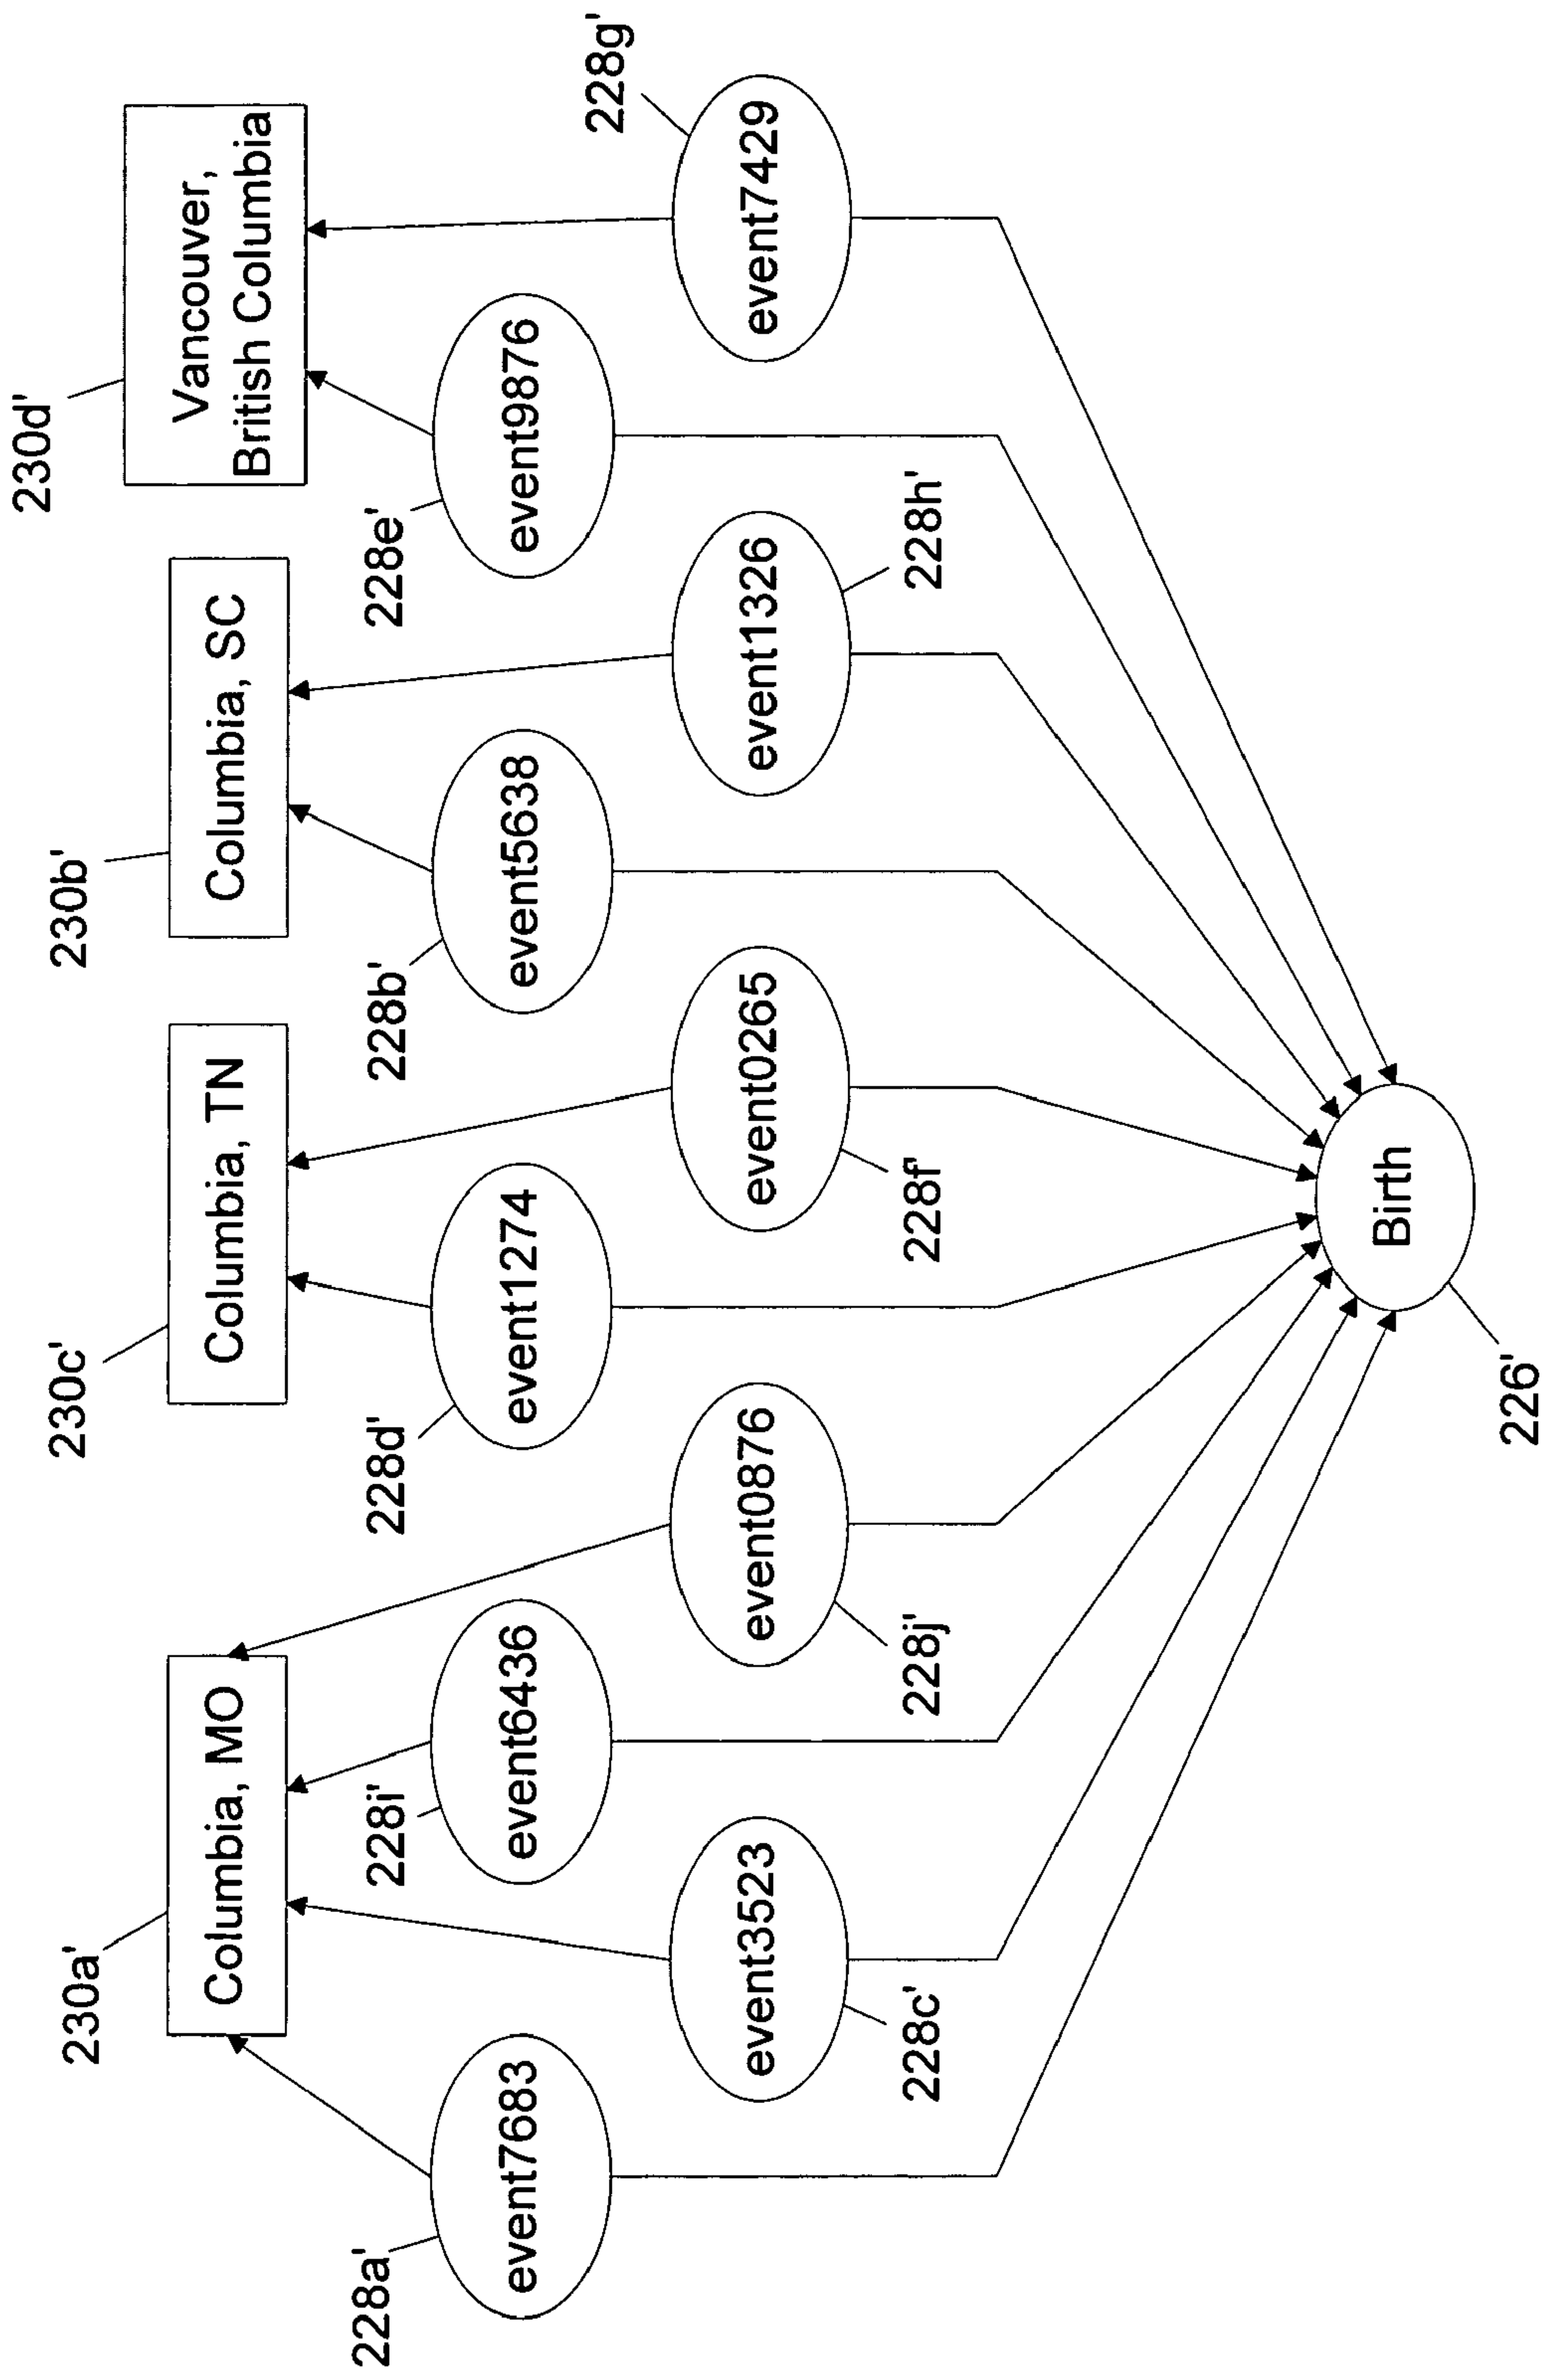 230a'
230c'
230b'
230d'
Columbia, MO
Columbia, TN
Columbia, SC
Vancouver,
British Columbia
228a'
228i'
228d'
228b'
228e'
event7683
event6436
event1274
event5638
event9876
228g'
event3523
event0876
event0265
event1326
event7429
228c'
228j'
228f'
228h'
Birth
226'